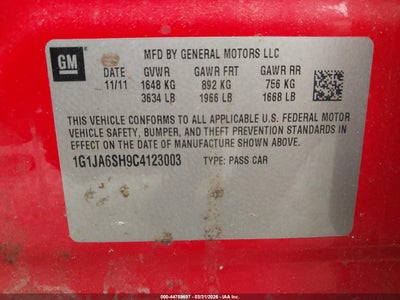 GM
MFD BY GENERAL MOTORS LLC
DATE GVWR GAWR FRT GAWR RR
11/11 1648 KG 892 KG 756 KG
3634 LB 1966 LB 1668 LB
THIS VEHICLE CONFORMS TO ALL APPLICABLE U.S. FEDERAL MOTOR
VEHICLE SAFETY, BUMPER, AND THEFT PREVENTION STANDARDS IN
EFFECT ON THE DATE OF MANUFACTURE SHOWN ABOVE.
1G1JA6SH9C4123003 TYPE: PASS CAR
000-44789697 - 03/31/2026 - IAA, Inc.